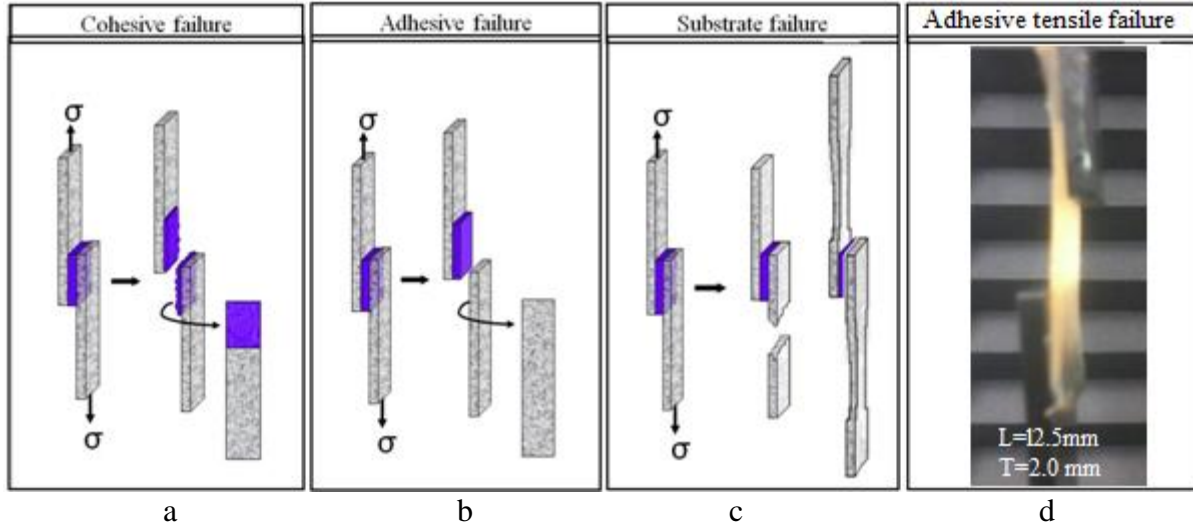 Cohesive failure
Adhesive failure
Substrate failure
Adhesive tensile failure
σ
σ
σ
σ
σ
σ
L=12.5mm
T=2.0 mm
a
b
c
d